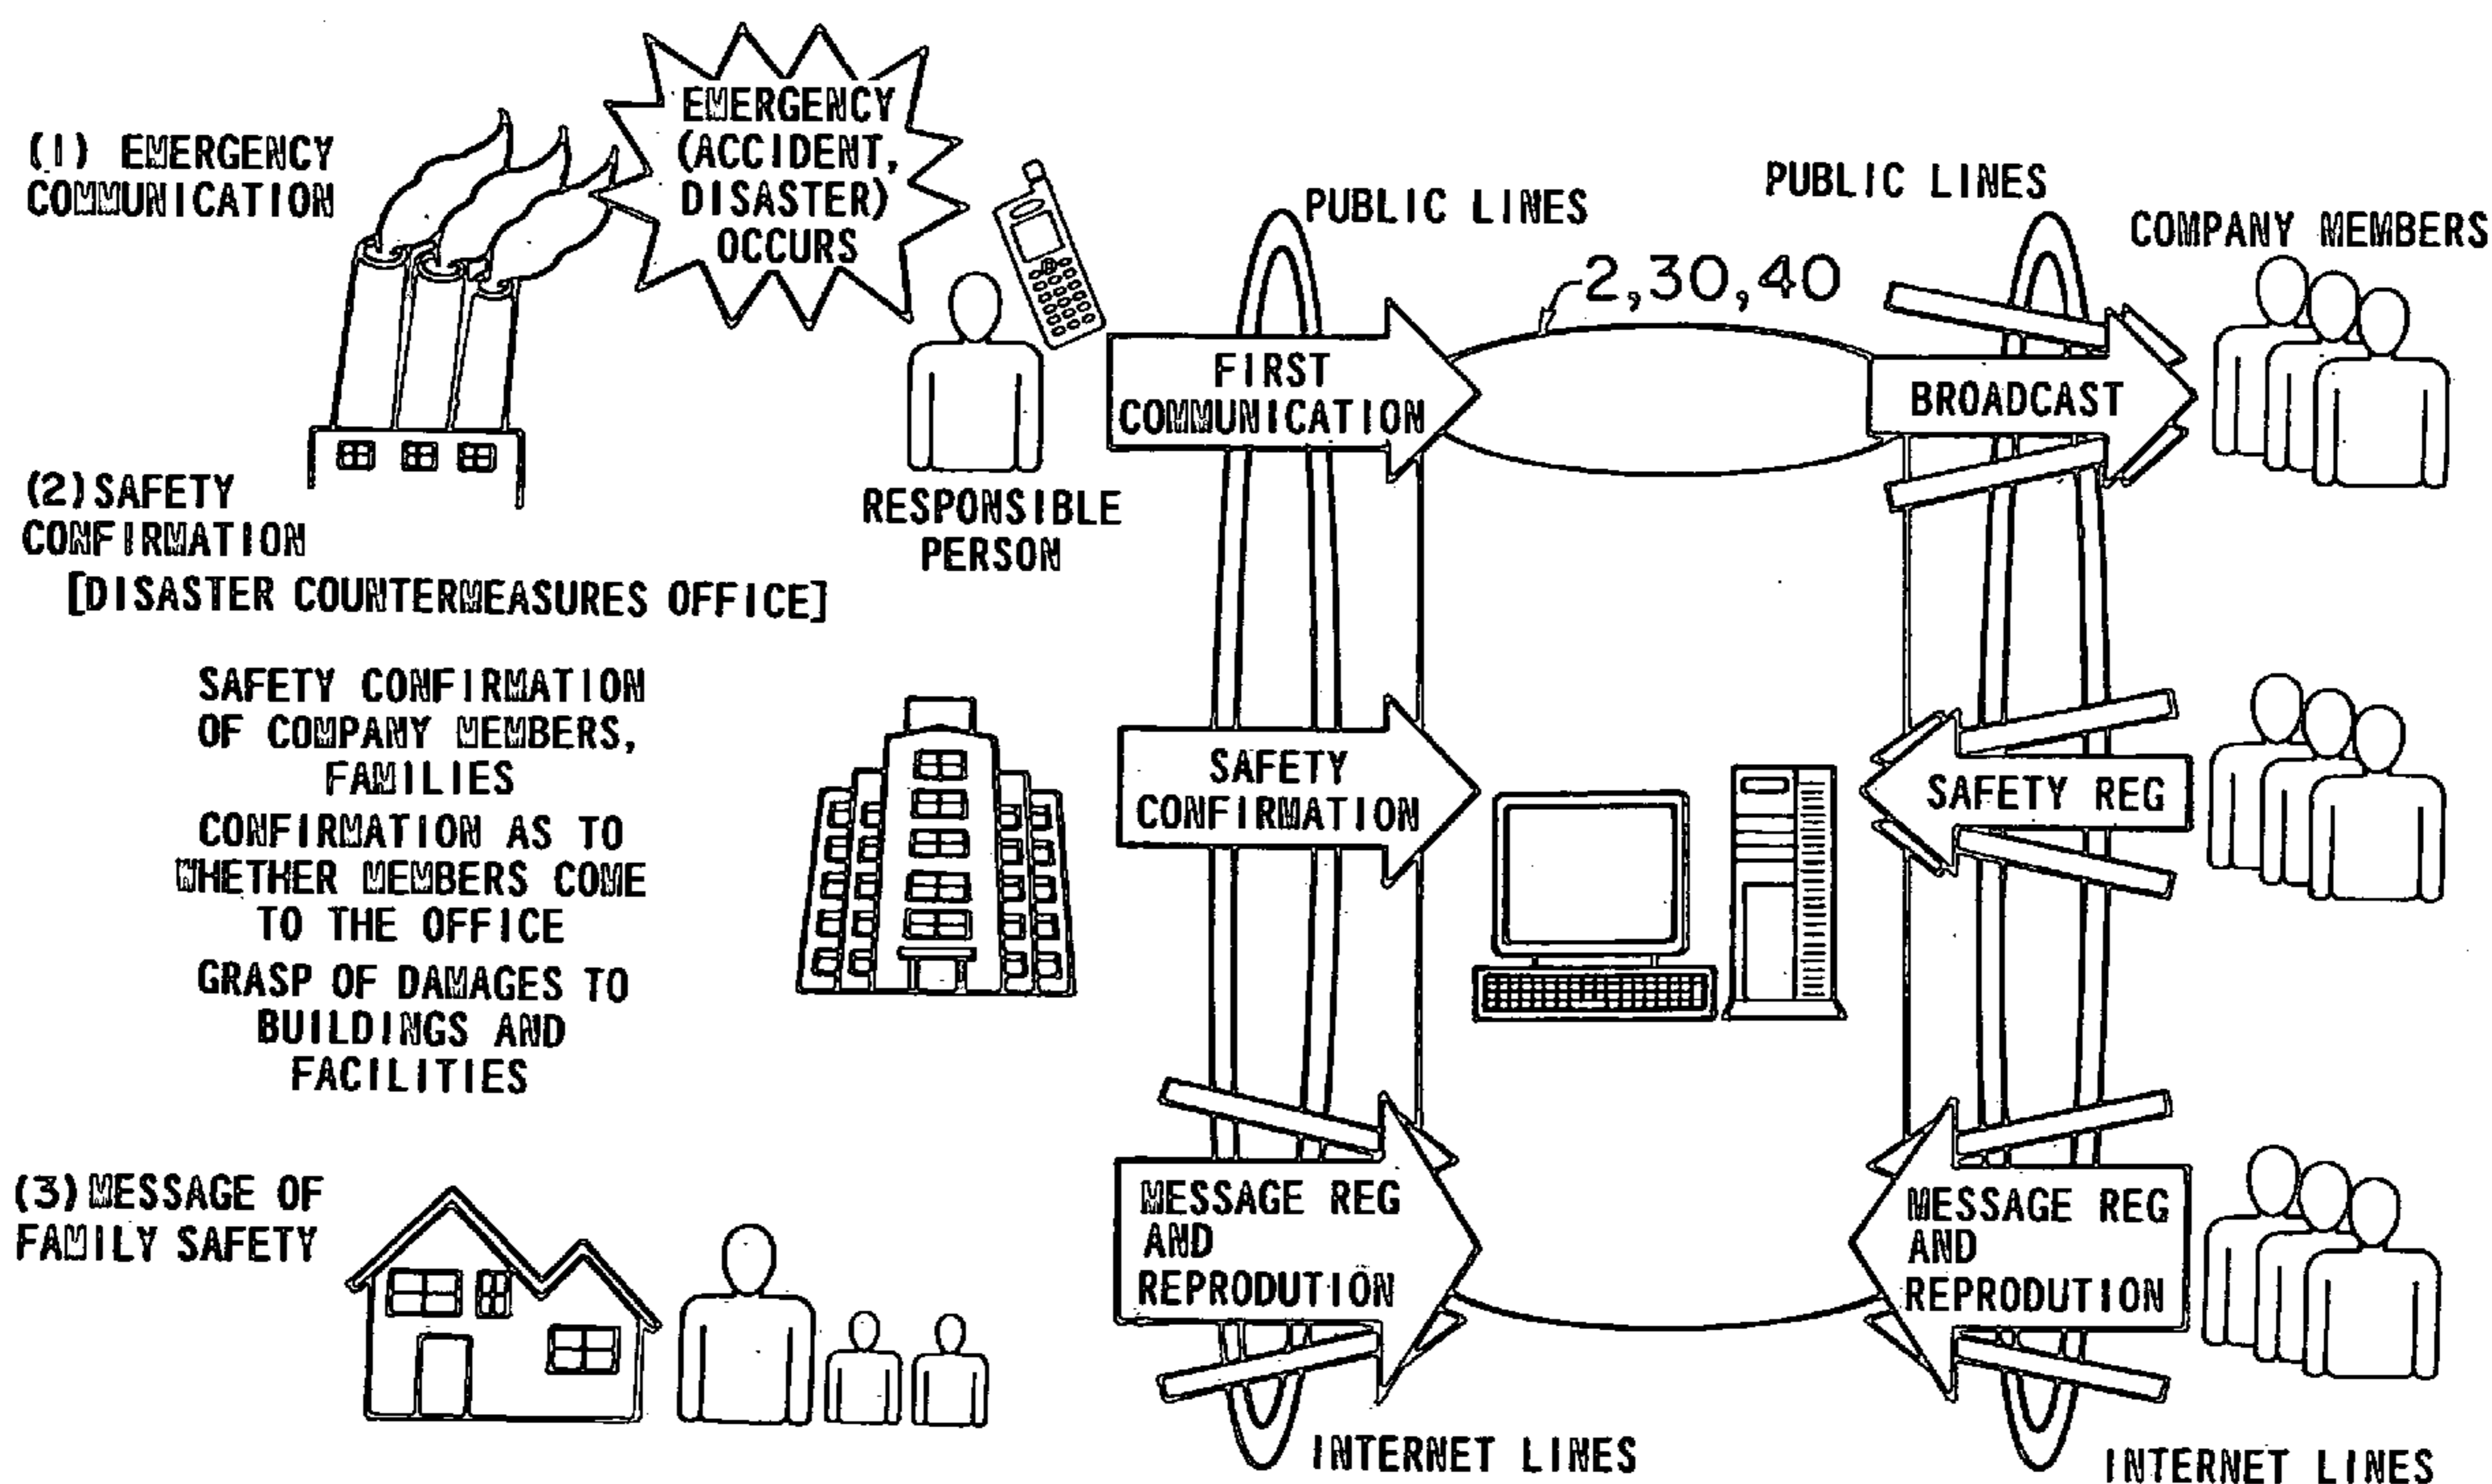 (1) EMERGENCY
COMMUNICATION
EMERGENCY
(ACCIDENT,
DISASTER)
OCCURS
RESPONSIBLE
PERSON
PUBLIC LINES
FIRST
COMMUNICATION
2,30,40
PUBLIC LINES
BROADCAST
COMPANY MEMBERS
(2) SAFETY
CONFIRMATION
[DISASTER COUNTERMEASURES OFFICE]
SAFETY CONFIRMATION
OF COMPANY MEMBERS,
FAMILIES
CONFIRMATION AS TO
WHETHER MEMBERS COME
TO THE OFFICE
GRASP OF DAMAGES TO
BUILDINGS AND
FACILITIES
SAFETY
CONFIRMATION
SAFETY REG
(3) MESSAGE OF
FAMILY SAFETY
MESSAGE REG
AND
REPRODUTION
MESSAGE REG
AND
REPRODUTION
INTERNET LINES
INTERNET LINES